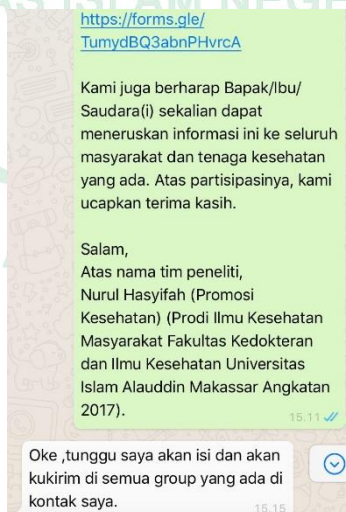 AS ISLAM NEGE
https://forms.gle/
TumydBQ3abnPHvrcA
Kami juga berharap Bapak/Ibu/
Saudara(i) sekalian dapat
meneruskan informasi ini ke seluruh
masyarakat dan tenaga kesehatan
yang ada. Atas partisipasinya, kami
ucapkan terima kasih.
Salam,
Atas nama tim peneliti,
Nurul Hasyifah (Promosi
Kesehatan) (Prodi Ilmu Kesehatan
Masyarakat Fakultas Kedokteran
dan Ilmu Kesehatan Universitas
Islam Alauddin Makassar Angkatan
2017).
15.11
Oke ,tunggu saya akan isi dan akan
kukirim di semua group yang ada di
kontak saya.
15.15